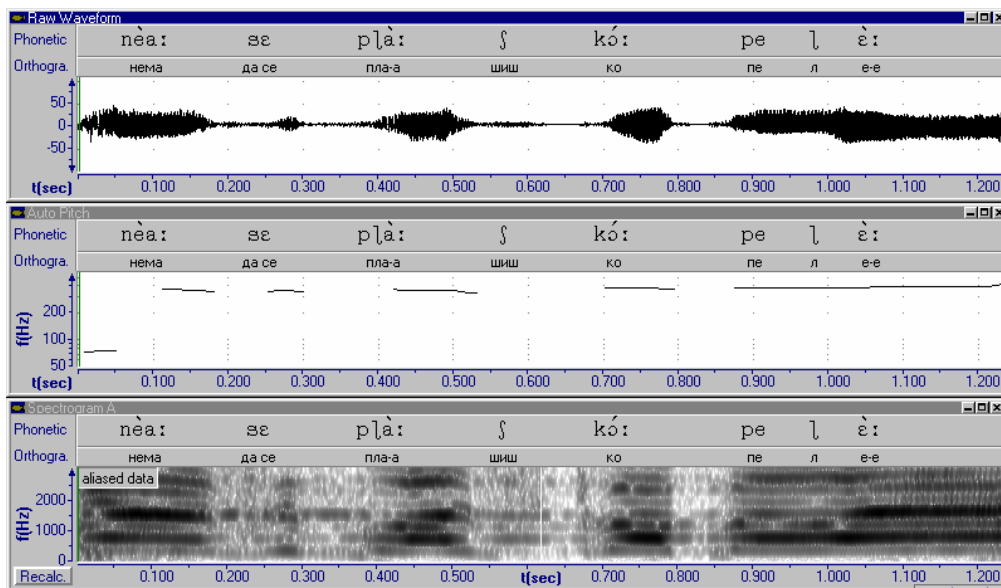 Raw Waveform
Phonetic nèaː sɛ pl̥àː ʃ kóː pe l̥ ɛ̀ː
Orthogra. нема да се пла-а шиш ко пе л е-е
50
0
-50
t(sec) 0.100 0.200 0.300 0.400 0.500 0.600 0.700 0.800 0.900 1.000 1.100 1.200
Auto Pitch
Phonetic nèaː sɛ pl̥àː ʃ kóː pe l̥ ɛ̀ː
Orthogra. нема да се пла-а шиш ко пе л е-е
f(Hz)
200
100
50
t(sec) 0.100 0.200 0.300 0.400 0.500 0.600 0.700 0.800 0.900 1.000 1.100 1.200
Spectrogram A
Phonetic nèaː sɛ pl̥àː ʃ kóː pe l̥ ɛ̀ː
Orthogra. нема да се пла-а шиш ко пе л е-е
aliased data
f(Hz)
2000
1000
0
Recalc. 0.100 0.200 0.300 0.400 t(sec) 0.500 0.600 0.700 0.800 0.900 1.000 1.100 1.200